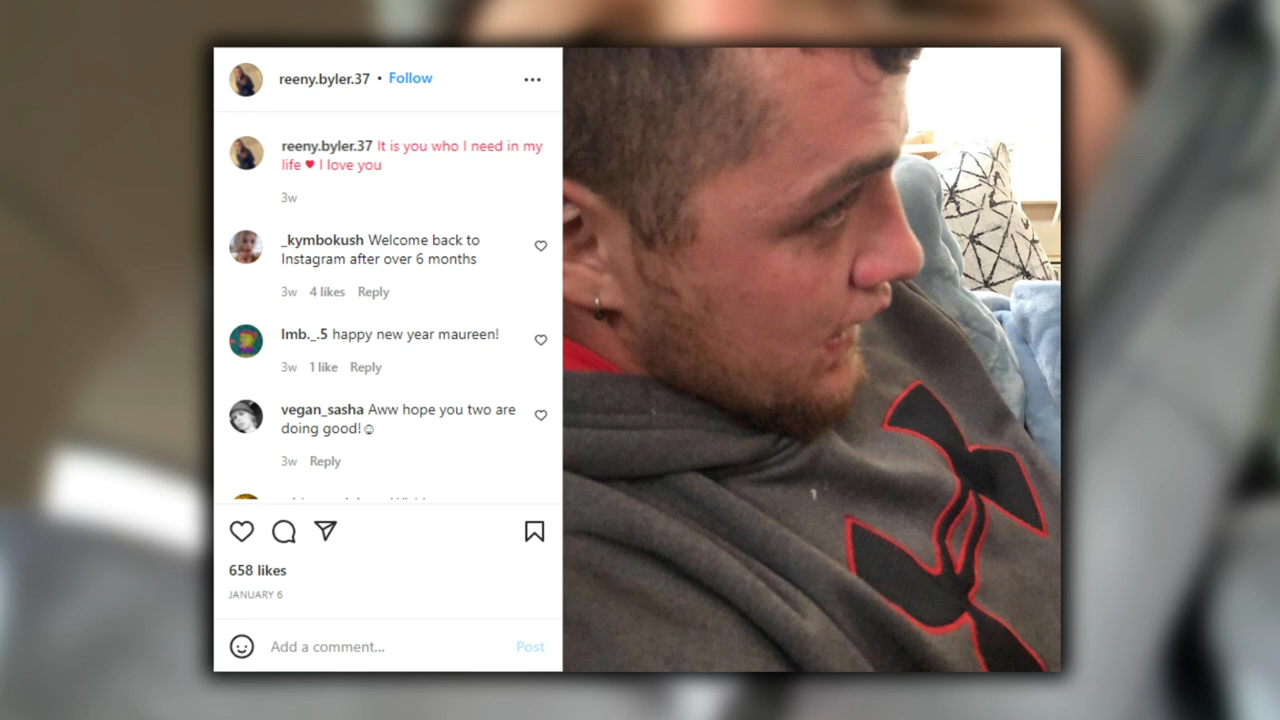 reeny.byler.37 • Follow
reeny.byler.37 It is you who I need in my
life ♥ I love you
3w
_kymbokush Welcome back to
Instagram after over 6 months
3w 4 likes Reply
lmb._.5 happy new year maureen!
3w 1 like Reply
vegan_sasha Aww hope you two are
doing good!☺
3w Reply
658 likes
JANUARY 6
Add a comment... Post